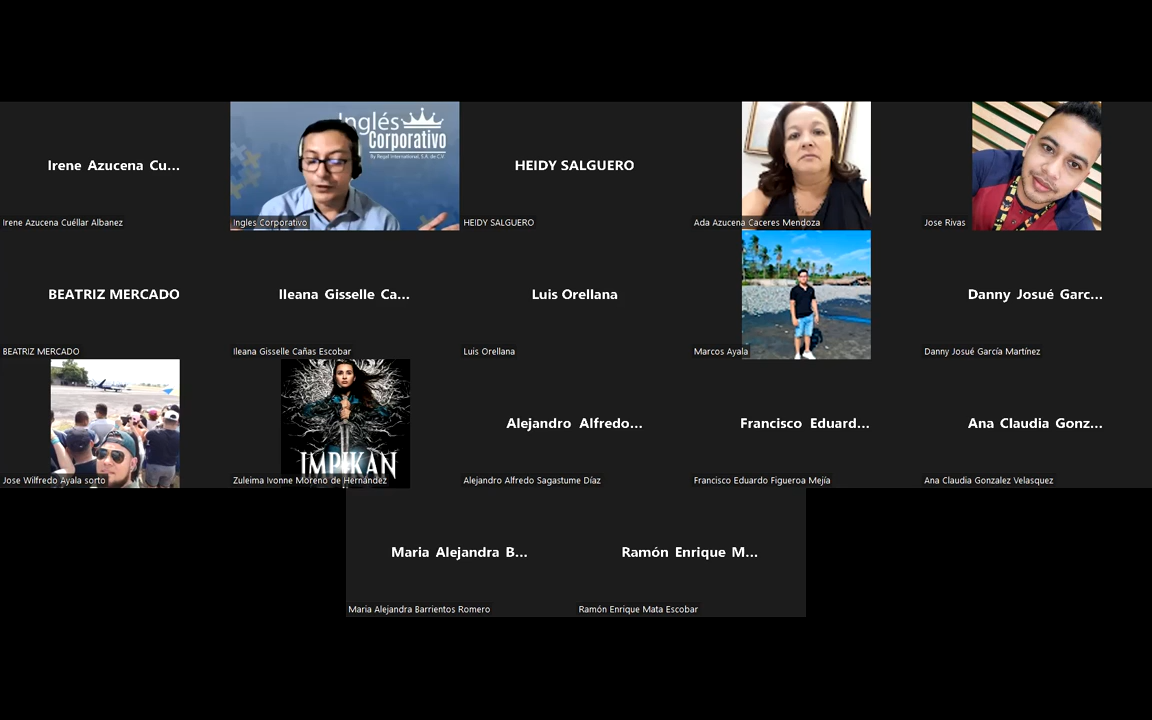 Irene Azucena Cu...
Irene Azucena Cuéllar Albanez
Inglés
Corporativo
By Regal International, S.A. de C.V.
Ingles Corporativo
HEIDY SALGUERO
HEIDY SALGUERO
Ada Azucena Caceres Mendoza
Jose Rivas
BEATRIZ MERCADO
BEATRIZ MERCADO
Ileana Gisselle Ca...
Ileana Gisselle Cañas Escobar
Luis Orellana
Luis Orellana
Marcos Ayala
Danny Josué Garc...
Danny Josué García Martínez
Jose Wilfredo Ayala sorto
IMPIKAN
Zuleima Ivonne Moreno de Hernández
Alejandro Alfredo...
Alejandro Alfredo Sagastume Díaz
Francisco Eduard...
Francisco Eduardo Figueroa Mejía
Ana Claudia Gonz...
Ana Claudia Gonzalez Velasquez
Maria Alejandra B...
Maria Alejandra Barrientos Romero
Ramón Enrique M...
Ramón Enrique Mata Escobar